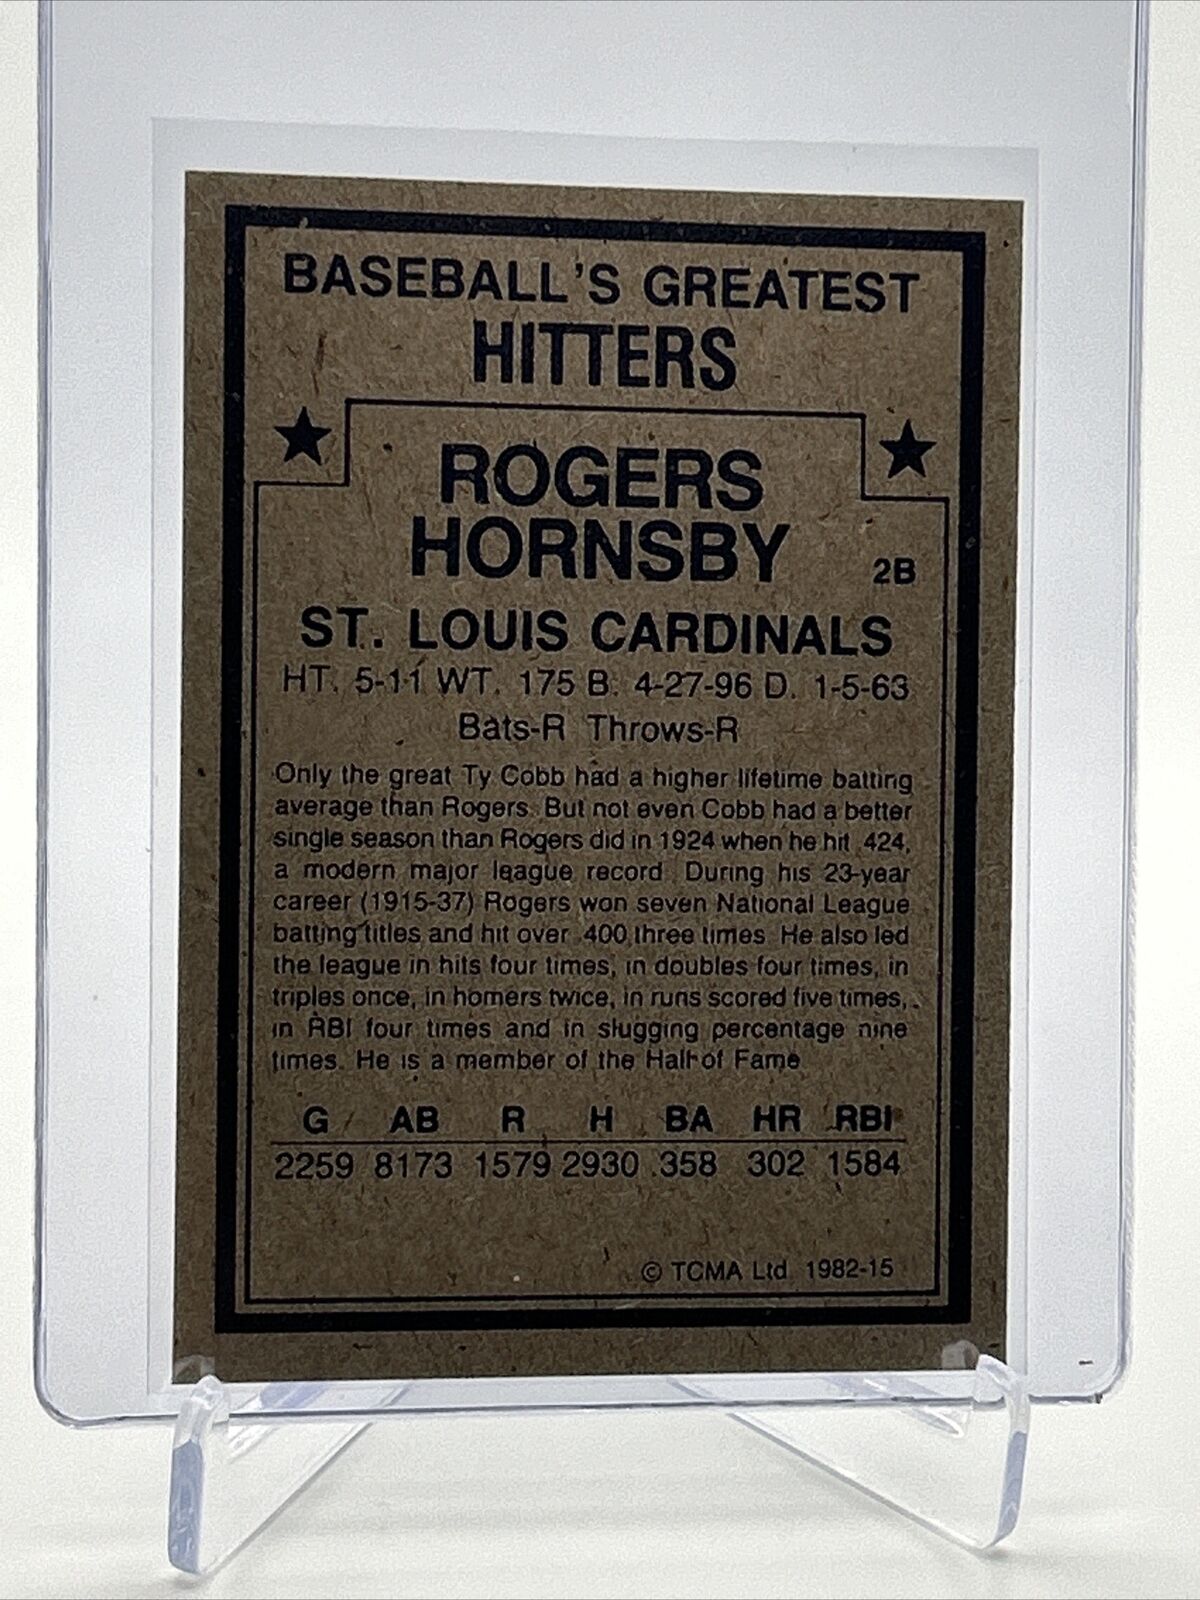 BASEBALL'S GREATEST
HITTERS
ROGERS
HORNSBY 2B
ST. LOUIS CARDINALS
HT. 5-11 WT. 175 B. 4-27-96 D. 1-5-63
Bats-R Throws-R
Only the great Ty Cobb had a higher lifetime batting
average than Rogers. But not even Cobb had a better
single season than Rogers did in 1924 when he hit .424,
a modern major league record. During his 23-year
career (1915-37) Rogers won seven National League
batting titles and hit over .400 three times. He also led
the league in hits four times, in doubles four times, in
triples once, in homers twice, in runs scored five times,
in RBI four times and in slugging percentage nine
times. He is a member of the Hall of Fame
G AB R H BA HR RBI
2259 8173 1579 2930 .358 302 1584
© TCMA Ltd 1982-15